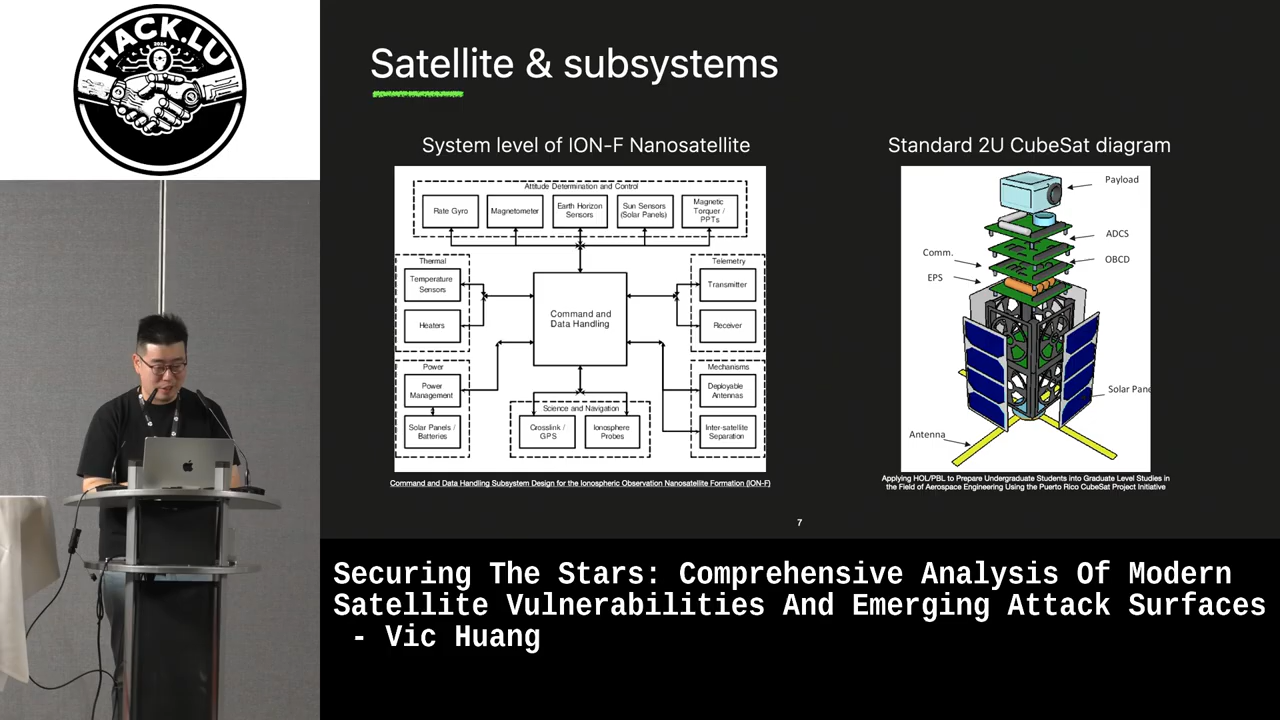 HACK.LU
2024
Satellite & subsystems
System level of ION-F Nanosatellite
Standard 2U CubeSat diagram
Attitude Determination and Control
Rate Gyro
Magnetometer
Earth Horizon
Sensors
Sun Sensors
(Solar Panels)
Magnetic
Torquer /
PPTs
Thermal
Temperature
Sensors
Heaters
Telemetry
Transmitter
Receiver
Command and
Data Handling
Power
Power
Management
Solar Panels /
Batteries
Science and Navigation
Crosslink /
GPS
Ionosphere
Probes
Mechanisms
Deployable
Antennas
Inter-satellite
Separation
Payload
ADCS
Comm.
OBCD
EPS
Solar Pane
Antenna
Command and Data Handling Subsystem Design for the Ionospheric Observation Nanosatellite Formation (ION-F)
Applying HOL/PBL to Prepare Undergraduate Students into Graduate Level Studies in
the Field of Aerospace Engineering Using the Puerto Rico CubeSat Project Initiative
7
Securing The Stars: Comprehensive Analysis Of Modern
Satellite Vulnerabilities And Emerging Attack Surfaces
- Vic Huang